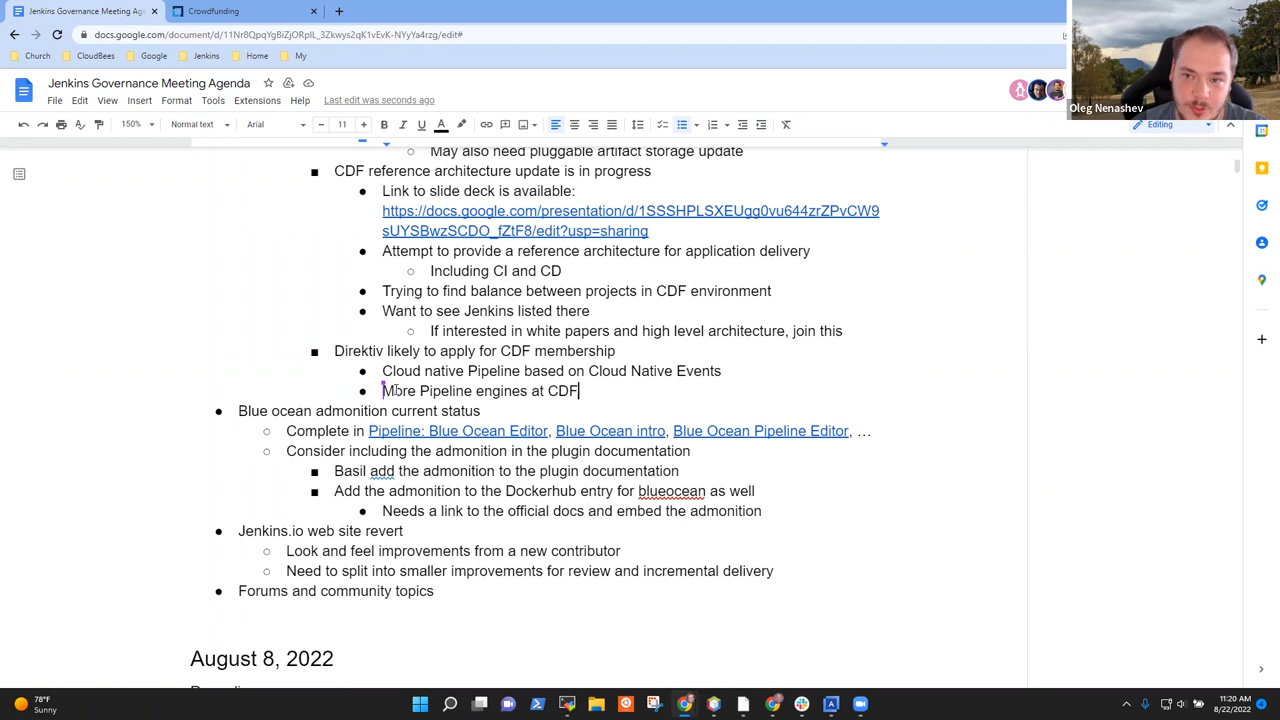 Jenkins Governance Meeting Age
Crowdfunding
docs.google.com/document/d/11Nr8QpqYgBiZjORpIL_3Zkwys2qK1vEvK-NYyYa4rzg/edit#
Church
CloudBees
Google
Jenkins
Home
My
Oleg Nenashev
Jenkins Governance Meeting Agenda
File Edit View Insert Format Tools Extensions Help Last edit was seconds ago
150% Normal text Arial 11 Editing
May also need pluggable artifact storage update
CDF reference architecture update is in progress
Link to slide deck is available:
https://docs.google.com/presentation/d/1SSSHPLSXEUgg0vu644zrZPvCW9
sUYSBwzSCDO_fZtF8/edit?usp=sharing
Attempt to provide a reference architecture for application delivery
Including CI and CD
Trying to find balance between projects in CDF environment
Want to see Jenkins listed there
If interested in white papers and high level architecture, join this
Direktiv likely to apply for CDF membership
Cloud native Pipeline based on Cloud Native Events
More Pipeline engines at CDF
Blue ocean admonition current status
Complete in Pipeline: Blue Ocean Editor, Blue Ocean intro, Blue Ocean Pipeline Editor, …
Consider including the admonition in the plugin documentation
Basil add the admonition to the plugin documentation
Add the admonition to the Dockerhub entry for blueocean as well
Needs a link to the official docs and embed the admonition
Jenkins.io web site revert
Look and feel improvements from a new contributor
Need to split into smaller improvements for review and incremental delivery
Forums and community topics
August 8, 2022
78°F
Sunny
11:20 AM
8/22/2022